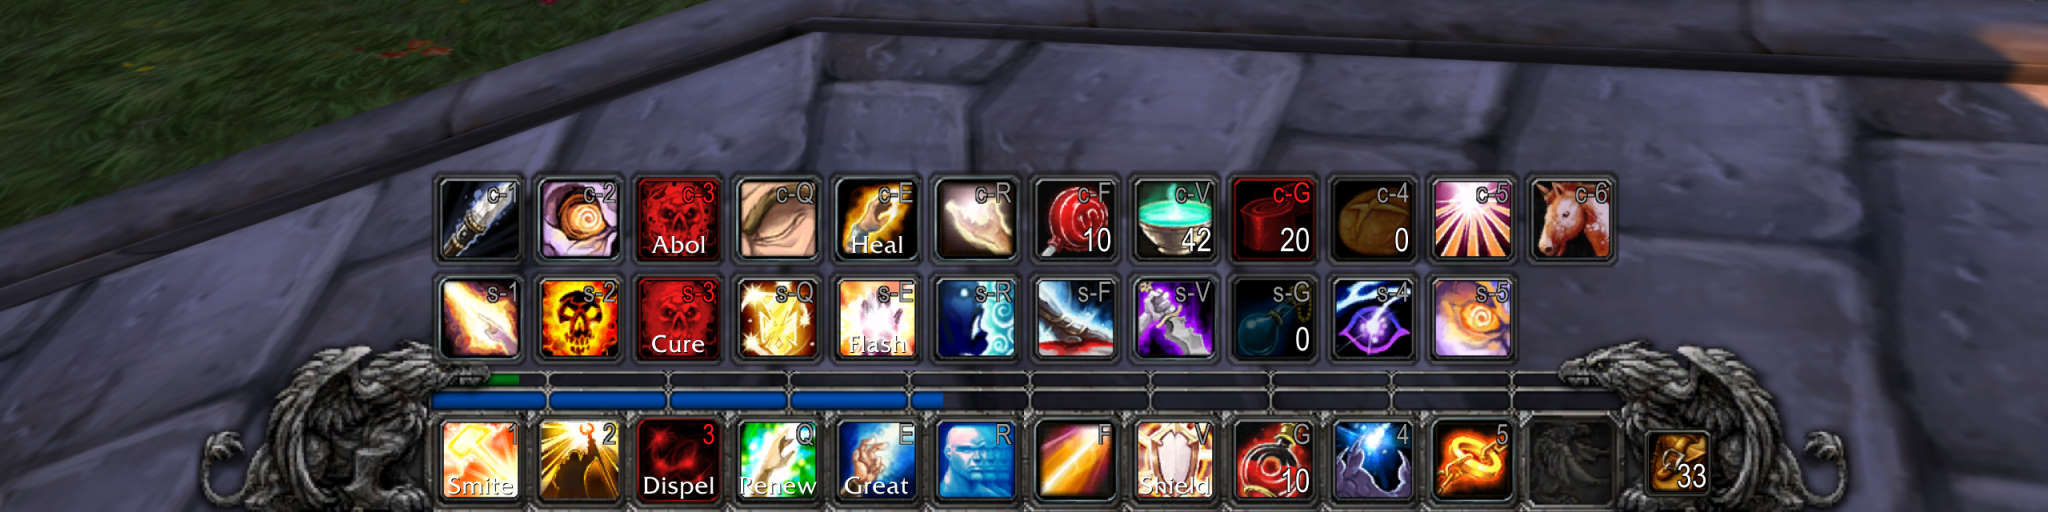 c-1 c-2 c-3 c-Q c-E c-R c-F c-V c-G c-4 c-5 c-6
Abol Heal 10 42 20 0
s-1 s-2 s-3 s-Q s-E s-R s-F s-V s-G s-4 s-5
Cure Flash 0
1 2 3 Q E R F V G 4 5
Smite Dispel Renew Great Shield 10 33